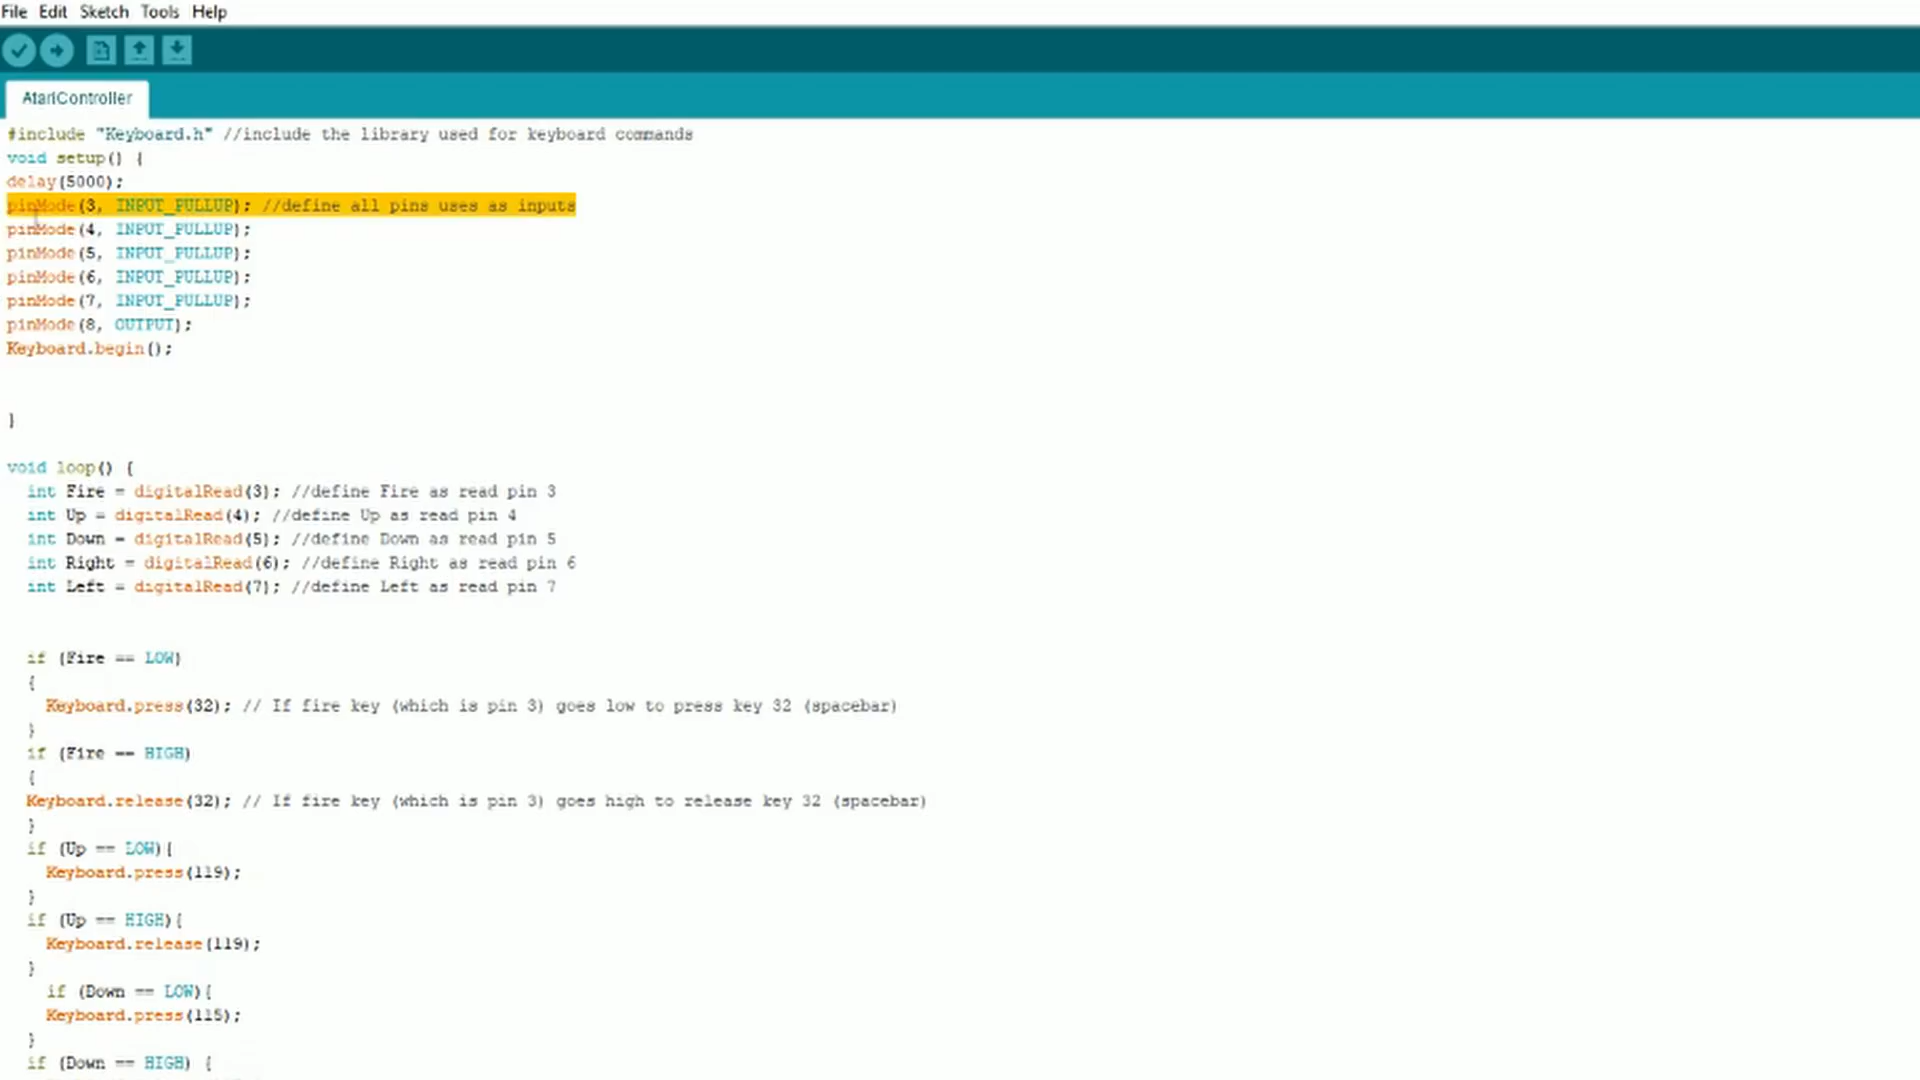 File Edit Sketch Tools Help
AtariController
#include "Keyboard.h" //include the library used for keyboard commands
void setup() {
delay(5000);
pinMode(3, INPUT_PULLUP); //define all pins uses as inputs
pinMode(4, INPUT_PULLUP);
pinMode(5, INPUT_PULLUP);
pinMode(6, INPUT_PULLUP);
pinMode(7, INPUT_PULLUP);
pinMode(8, OUTPUT);
Keyboard.begin();
}
void loop() {
int Fire = digitalRead(3); //define Fire as read pin 3
int Up = digitalRead(4); //define Up as read pin 4
int Down = digitalRead(5); //define Down as read pin 5
int Right = digitalRead(6); //define Right as read pin 6
int Left = digitalRead(7); //define Left as read pin 7
if (Fire == LOW)
{
Keyboard.press(32); // If fire key (which is pin 3) goes low to press key 32 (spacebar)
}
if (Fire == HIGH)
{
Keyboard.release(32); // If fire key (which is pin 3) goes high to release key 32 (spacebar)
}
if (Up == LOW){
Keyboard.press(119);
}
if (Up == HIGH){
Keyboard.release(119);
}
if (Down == LOW){
Keyboard.press(115);
}
if (Down == HIGH) {